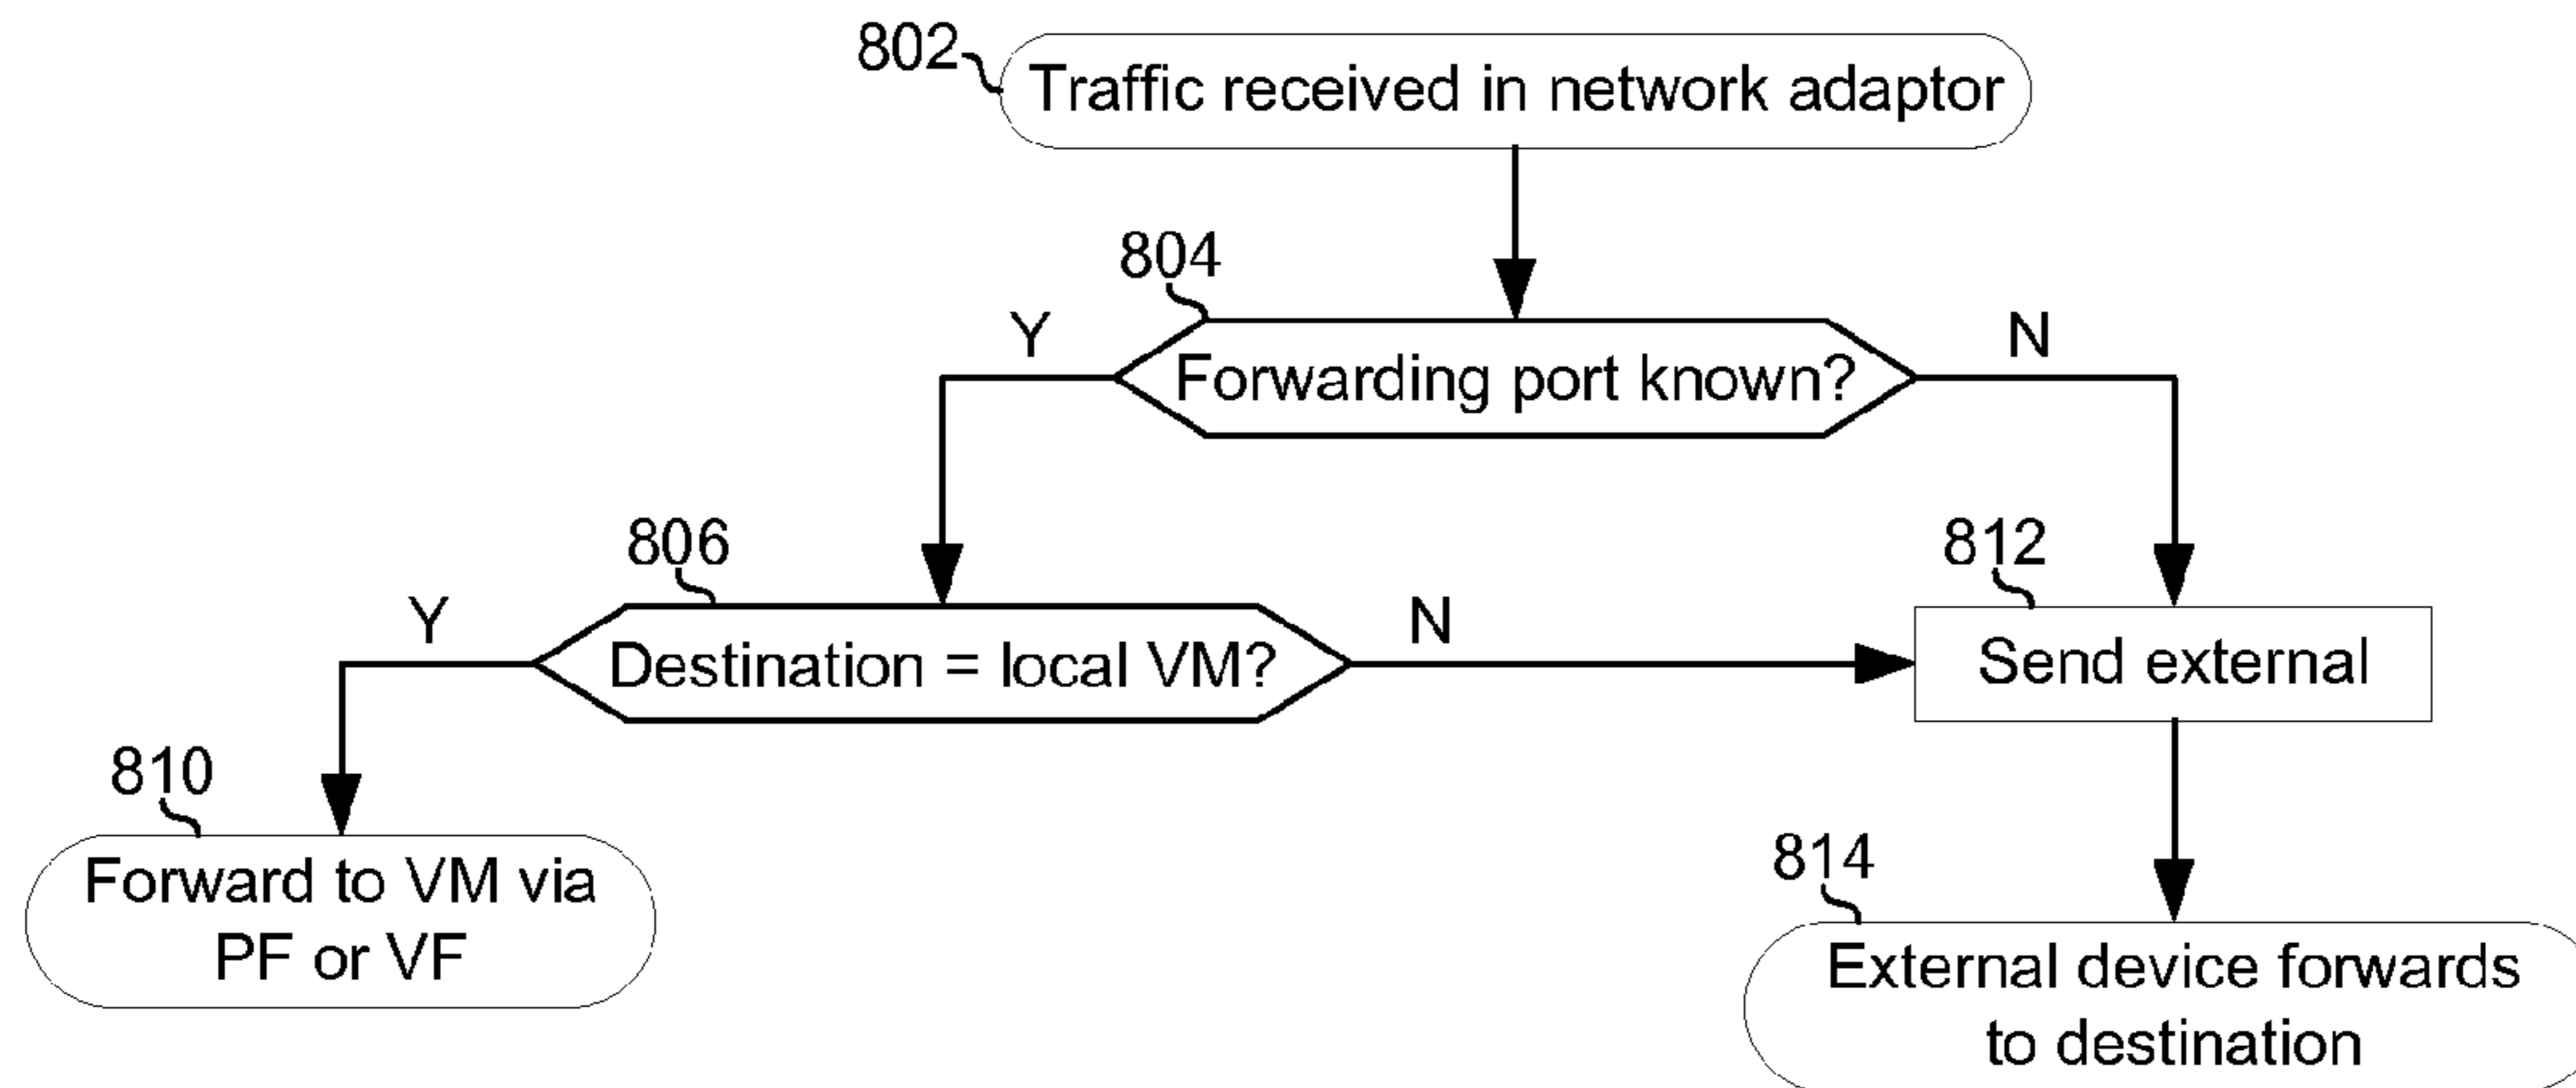 802
Traffic received in network adaptor
804
Y
Forwarding port known?
N
806
Y
Destination = local VM?
N
812
Send external
810
Forward to VM via
PF or VF
814
External device forwards
to destination